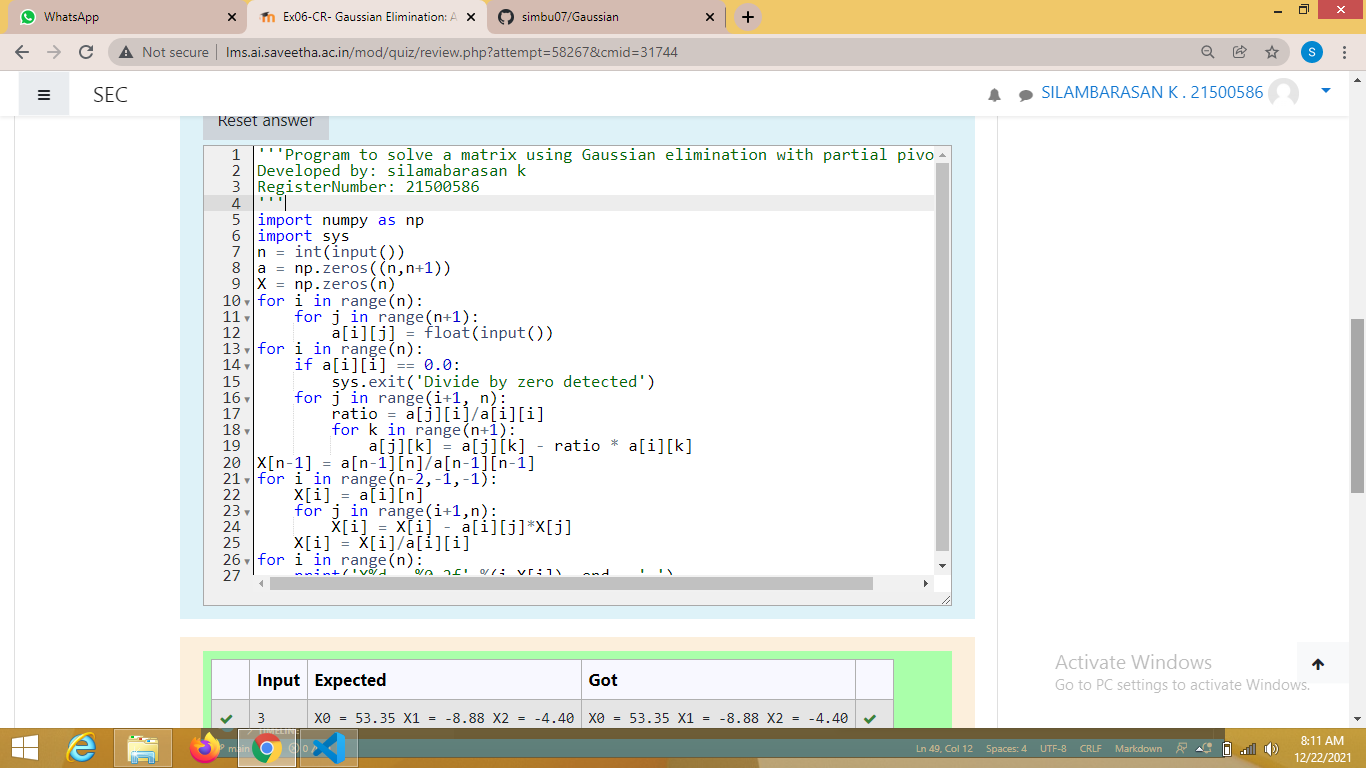 WhatsApp
Ex06-CR- Gaussian Elimination: A
simbu07/Gaussian
Not secure | lms.ai.saveetha.ac.in/mod/quiz/review.php?attempt=58267&cmid=31744
S
SEC
SILAMBARASAN K . 21500586
Reset answer
1 '''Program to solve a matrix using Gaussian elimination with partial pivo
2 Developed by: silamabarasan k
3 RegisterNumber: 21500586
4 '''
5 import numpy as np
6 import sys
7 n = int(input())
8 a = np.zeros((n,n+1))
9 X = np.zeros(n)
10 for i in range(n):
11     for j in range(n+1):
12         a[i][j] = float(input())
13 for i in range(n):
14     if a[i][i] == 0.0:
15         sys.exit('Divide by zero detected')
16     for j in range(i+1, n):
17         ratio = a[j][i]/a[i][i]
18         for k in range(n+1):
19             a[j][k] = a[j][k] - ratio * a[i][k]
20 X[n-1] = a[n-1][n]/a[n-1][n-1]
21 for i in range(n-2,-1,-1):
22     X[i] = a[i][n]
23     for j in range(i+1,n):
24         X[i] = X[i] - a[i][j]*X[j]
25     X[i] = X[i]/a[i][i]
26 for i in range(n):
27
Input Expected Got
3 X0 = 53.35 X1 = -8.88 X2 = -4.40 X0 = 53.35 X1 = -8.88 X2 = -4.40
Activate Windows
Go to PC settings to activate Windows.
main
Ln 49, Col 12 Spaces: 4 UTF-8 CRLF Markdown
8:11 AM
12/22/2021